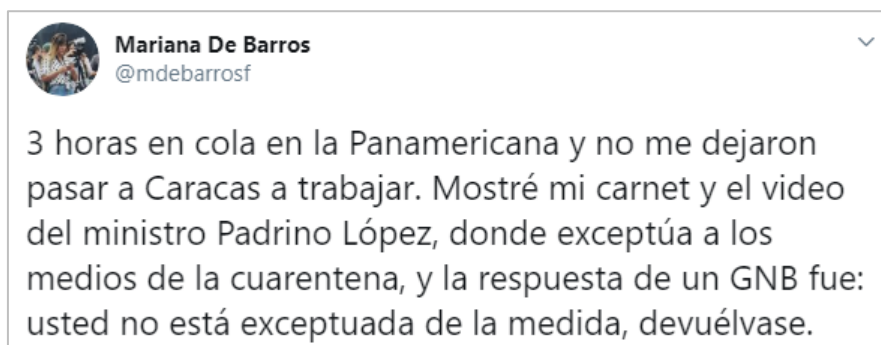 Mariana De Barros
@mdebarrosf
3 horas en cola en la Panamericana y no me dejaron
pasar a Caracas a trabajar. Mostré mi carnet y el video
del ministro Padrino López, donde exceptúa a los
medios de la cuarentena, y la respuesta de un GNB fue:
usted no está exceptuada de la medida, devuélvase.